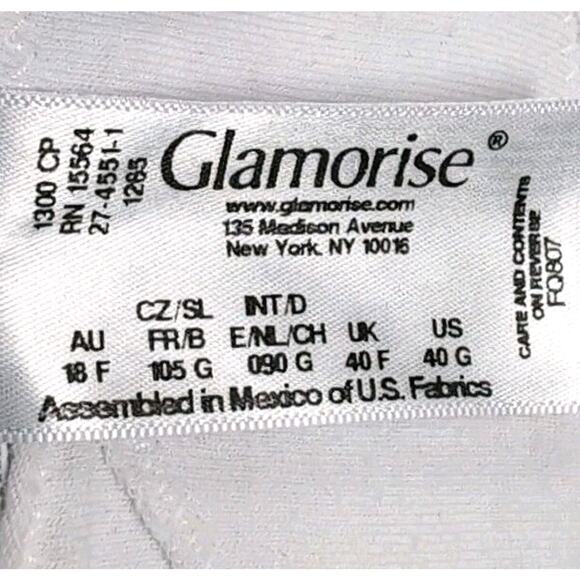 1300 CP
RN 15564
27-4551-1
1265
Glamorise®
www.glamorise.com
135 Madison Avenue
New York, NY 10016
CZ/SL INT/D
AU FR/B E/NL/CH UK US
18 F 105 G 090 G 40 F 40 G
Assembled in Mexico of U.S. Fabrics
CARE AND CONTENTS
ON REVERSE
FQ807